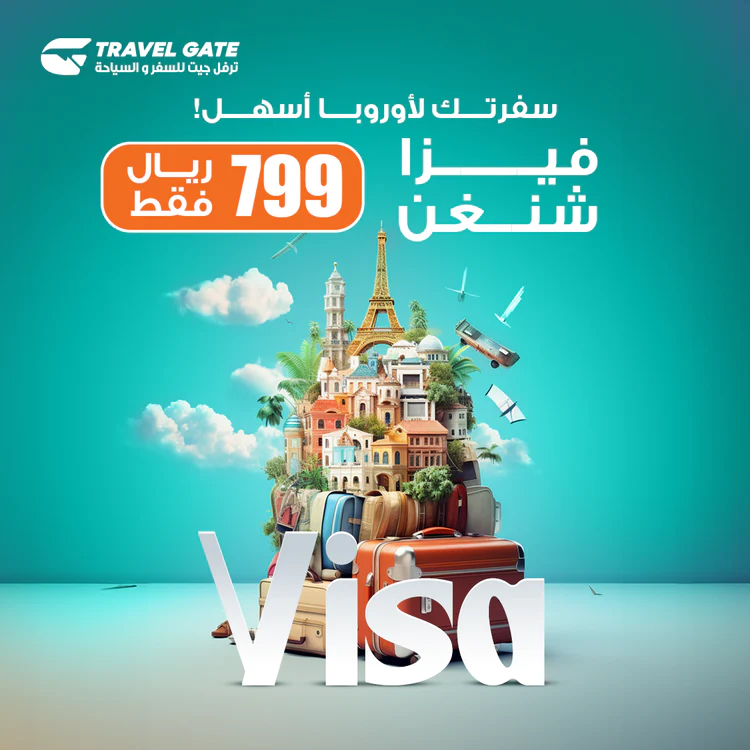 TRAVEL GATE
ترفل جيت للسفر و السياحة
سفرتك لأوروبا أسهل!
فيزا
شنغن
799 ريال
فقط
Visa